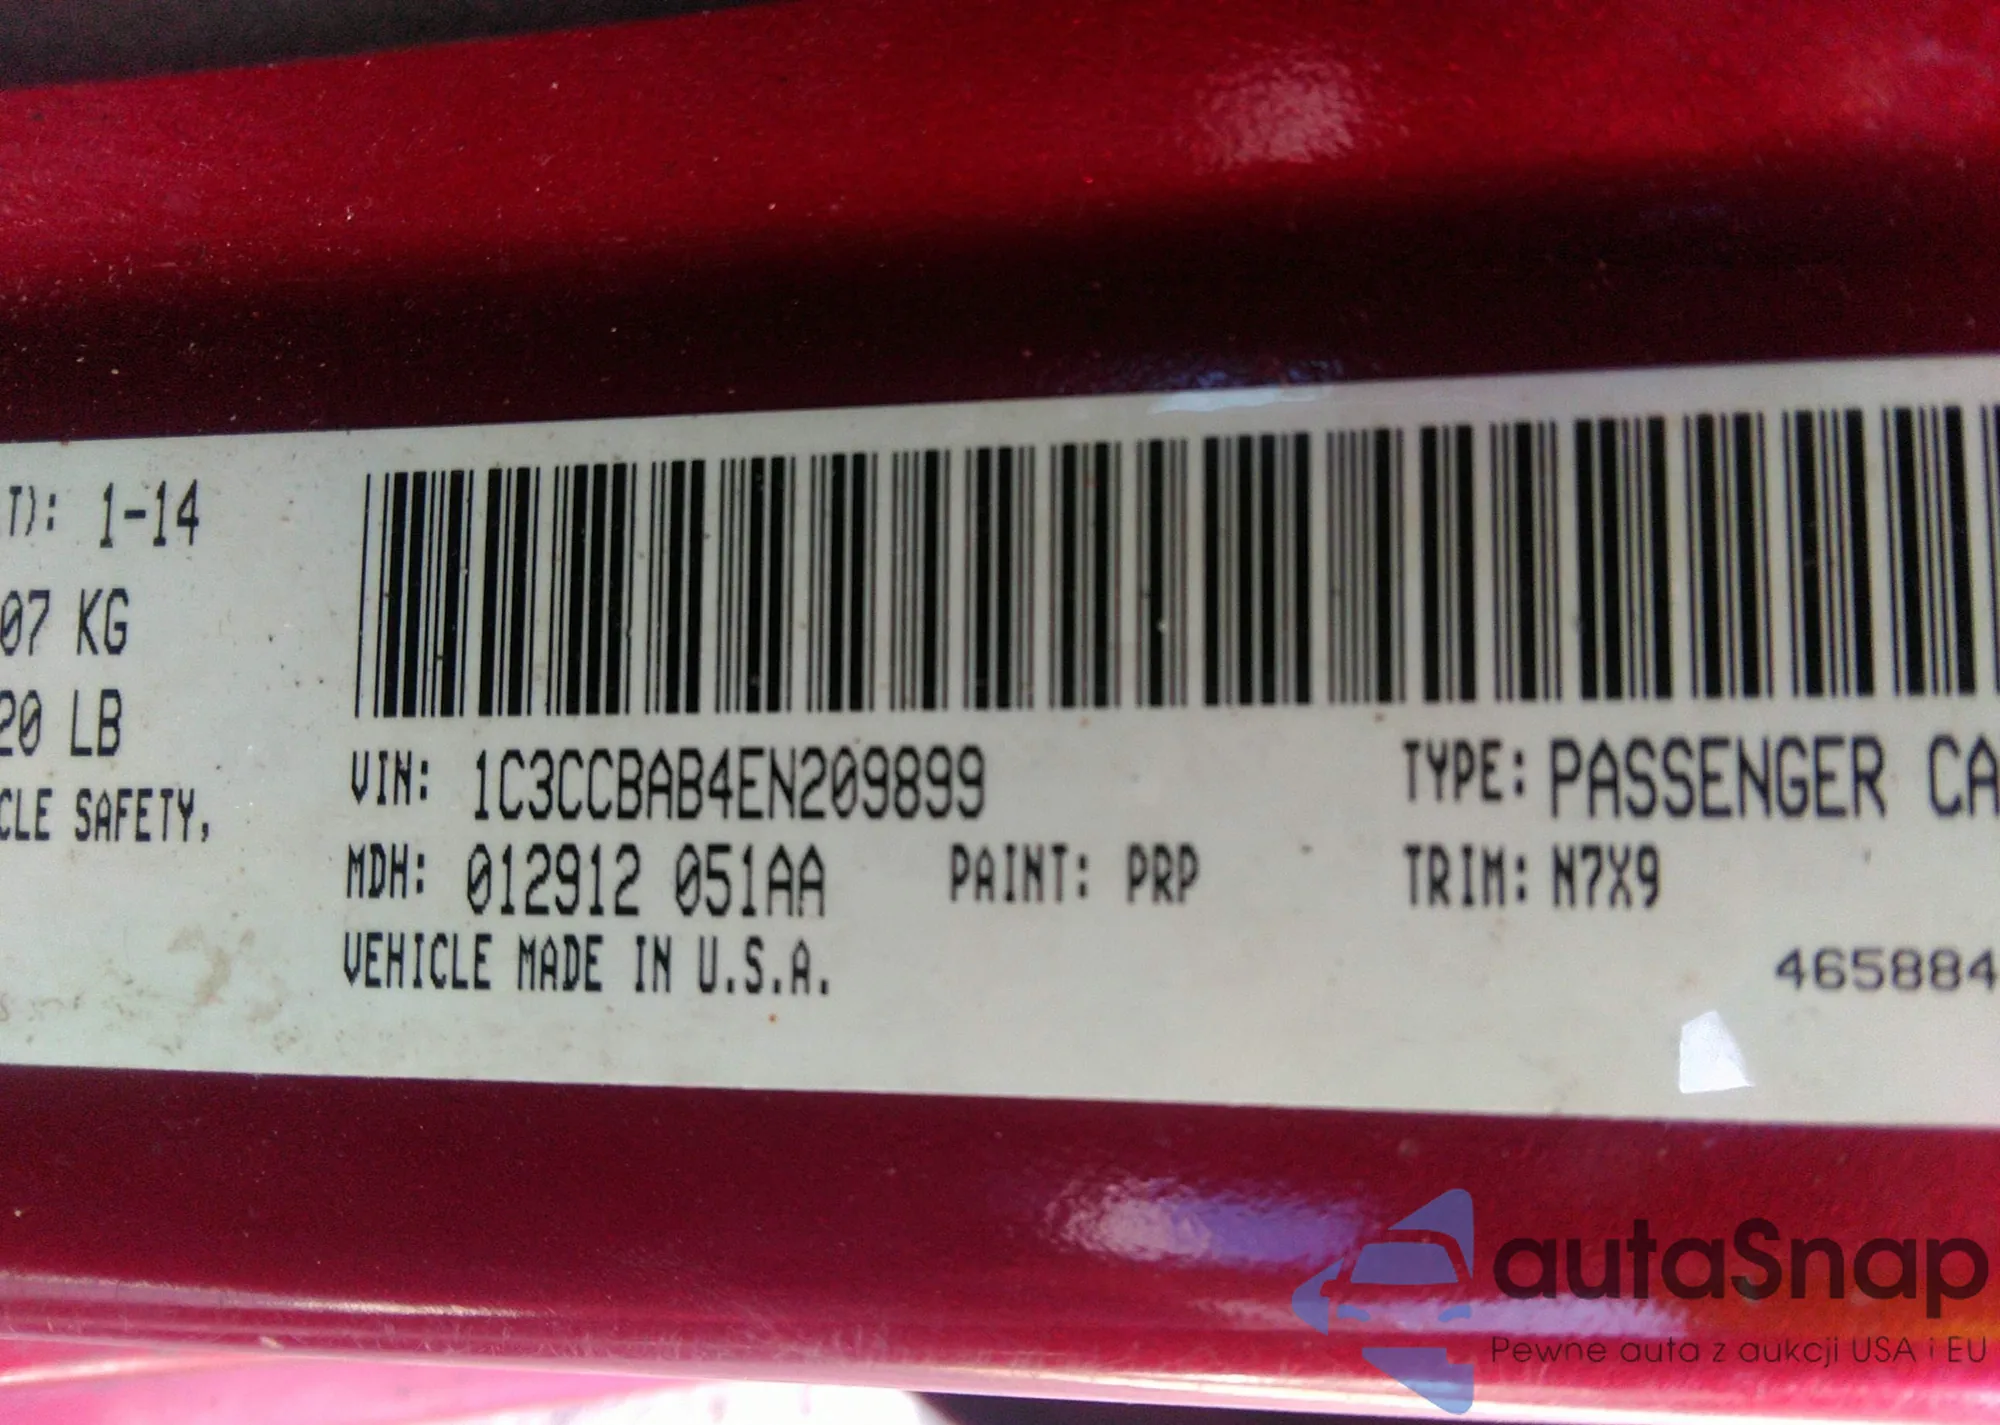 T): 1-14
07 KG
20 LB
CLE SAFETY,
VIN: 1C3CCBAB4EN209899
TYPE: PASSENGER CA
MDH: 012912 051AA
PAINT: PRP
TRIM: N7X9
VEHICLE MADE IN U.S.A.
465884
autaSnap
Pewne auta z aukcji USA i EU